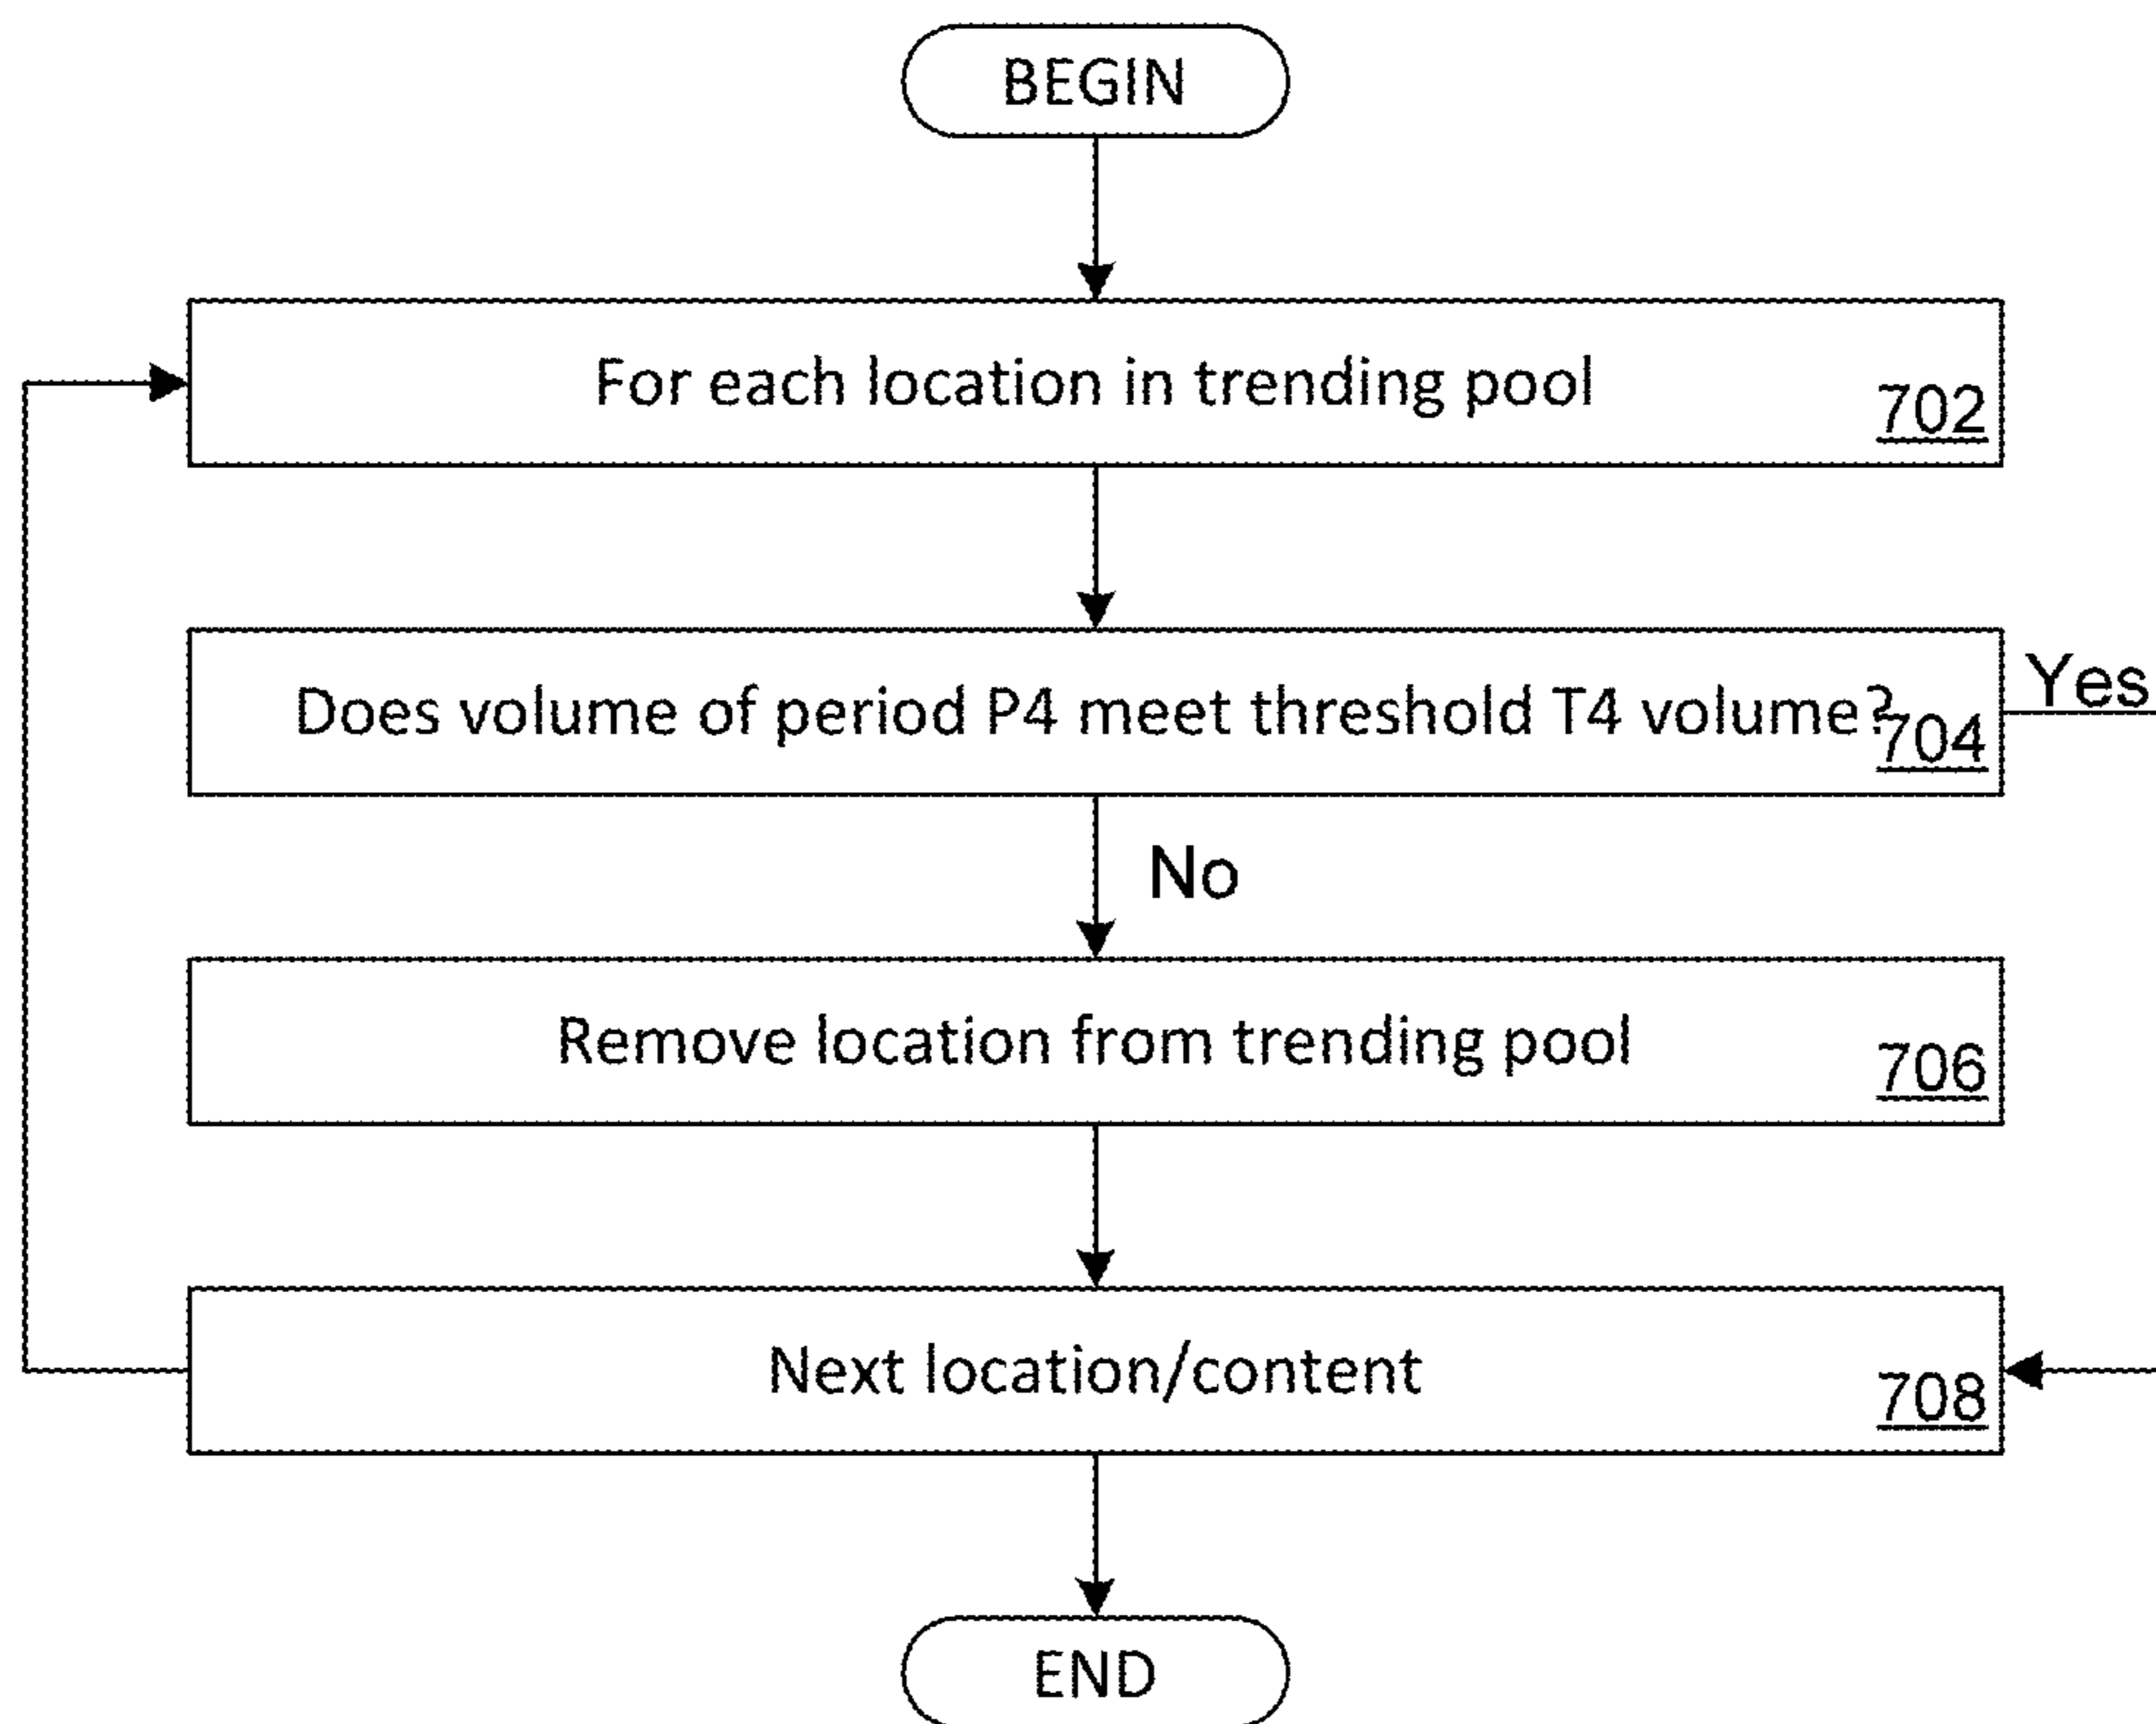 BEGIN
For each location in trending pool
702
Does volume of period P4 meet threshold T4 volume?
704
Yes
No
Remove location from trending pool
706
Next location/content
708
END